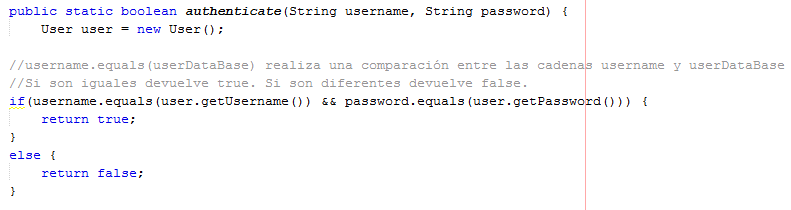 public static boolean authenticate(String username, String password) {
User user = new User();
//username.equals(userDataBase) realiza una comparación entre las cadenas username y userDataBase
//Si son iguales devuelve true. Si son diferentes devuelve false.
if(username.equals(user.getUsername()) && password.equals(user.getPassword())) {
return true;
}
else {
return false;
}